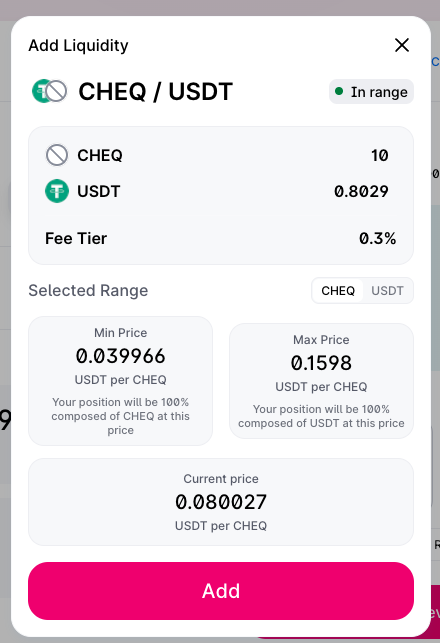 Add Liquidity
CHEQ / USDT
In range
CHEQ 10
USDT 0.8029
Fee Tier 0.3%
Selected Range
CHEQ USDT
Min Price
0.039966
USDT per CHEQ
Your position will be 100%
composed of CHEQ at this
price
Max Price
0.1598
USDT per CHEQ
Your position will be 100%
composed of USDT at this price
Current price
0.080027
USDT per CHEQ
Add